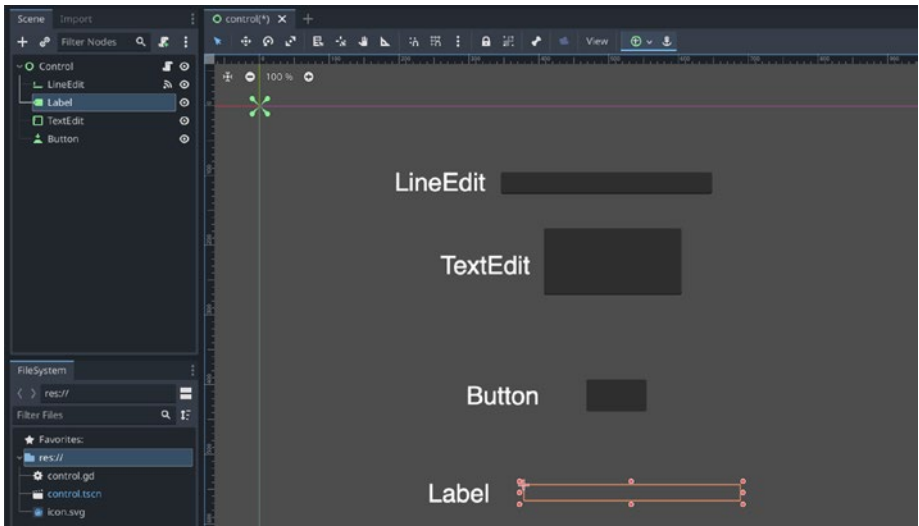 Scene Import
control(*)
Filter Nodes
View
100 %
Control
LineEdit
Label
TextEdit
Button
LineEdit
TextEdit
Button
Label
FileSystem
res://
Filter Files
Favorites:
res://
control.gd
control.tscn
icon.svg